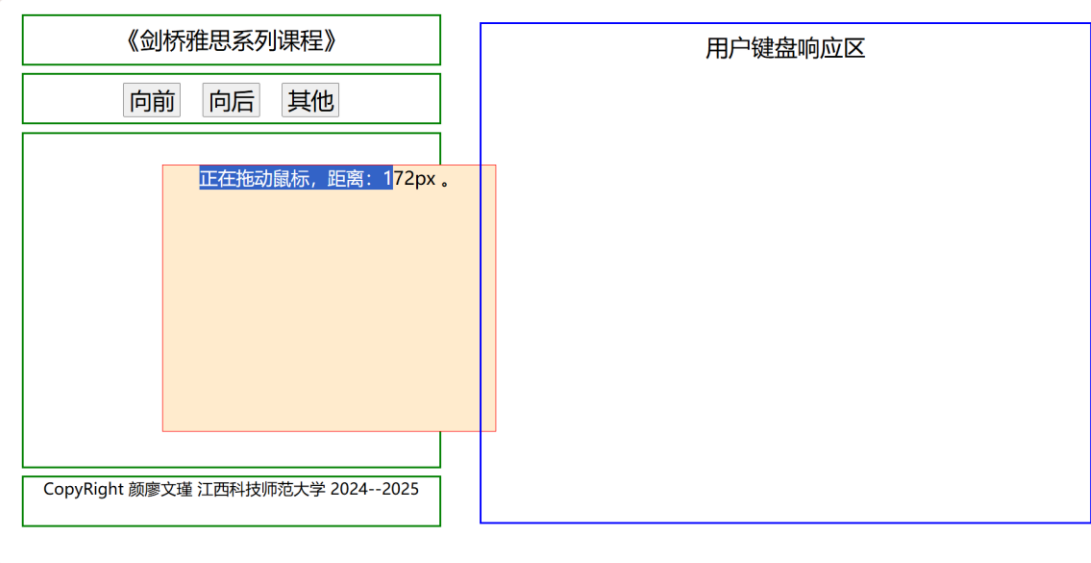 《剑桥雅思系列课程》
向前 向后 其他
正在拖动鼠标，距离：172px 。
CopyRight 颜廖文瑾 江西科技师范大学 2024--2025
用户键盘响应区